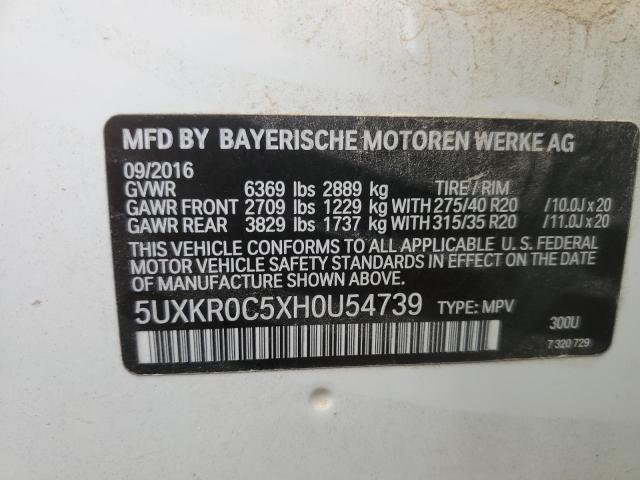 MFD BY BAYERISCHE MOTOREN WERKE AG
09/2016
GVWR 6369 lbs 2889 kg TIRE / RIM
GAWR FRONT 2709 lbs 1229 kg WITH 275/40 R20 /10.0J x 20
GAWR REAR 3829 lbs 1737 kg WITH 315/35 R20 /11.0J x 20
THIS VEHICLE CONFORMS TO ALL APPLICABLE U. S. FEDERAL
MOTOR VEHICLE SAFETY STANDARDS IN EFFECT ON THE DATE OF
MANUFACTURE SHOWN ABOVE.
5UXKR0C5XH0U54739 TYPE: MPV 300U
7 320 729